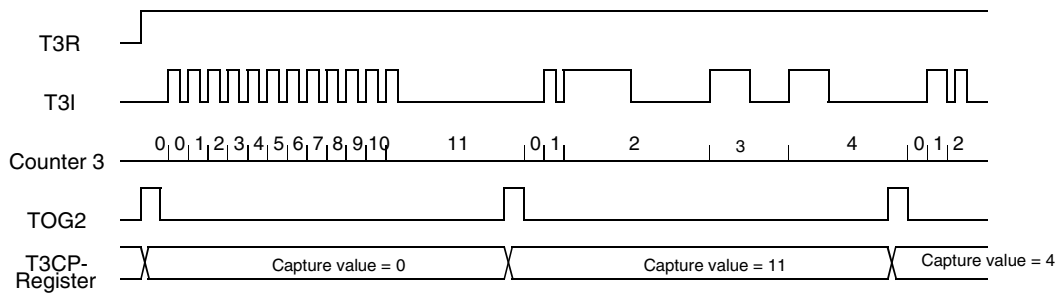 T3R
T3I
Counter 3 0 0 1 2 3 4 5 6 7 8 9 10 11 0 1 2 3 4 0 1 2
TOG2
T3CP-
Register Capture value = 0 Capture value = 11 Capture value = 4